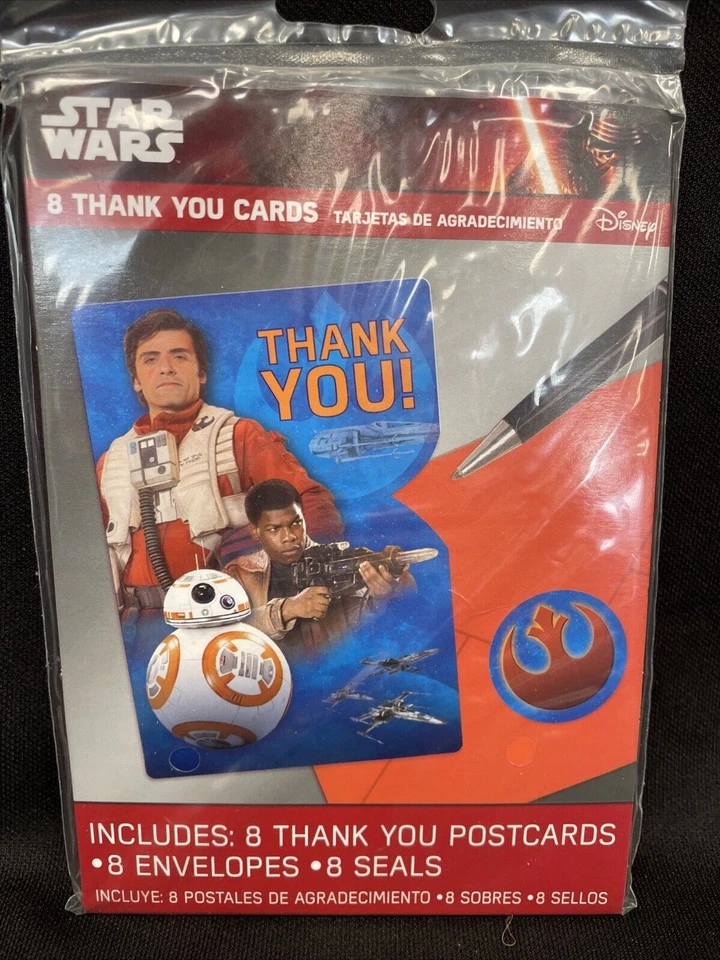 STAR
WARS
8 THANK YOU CARDS TARJETAS DE AGRADECIMIENTO Disney
THANK
YOU!
INCLUDES: 8 THANK YOU POSTCARDS
•8 ENVELOPES •8 SEALS
INCLUYE: 8 POSTALES DE AGRADECIMIENTO •8 SOBRES •8 SELLOS